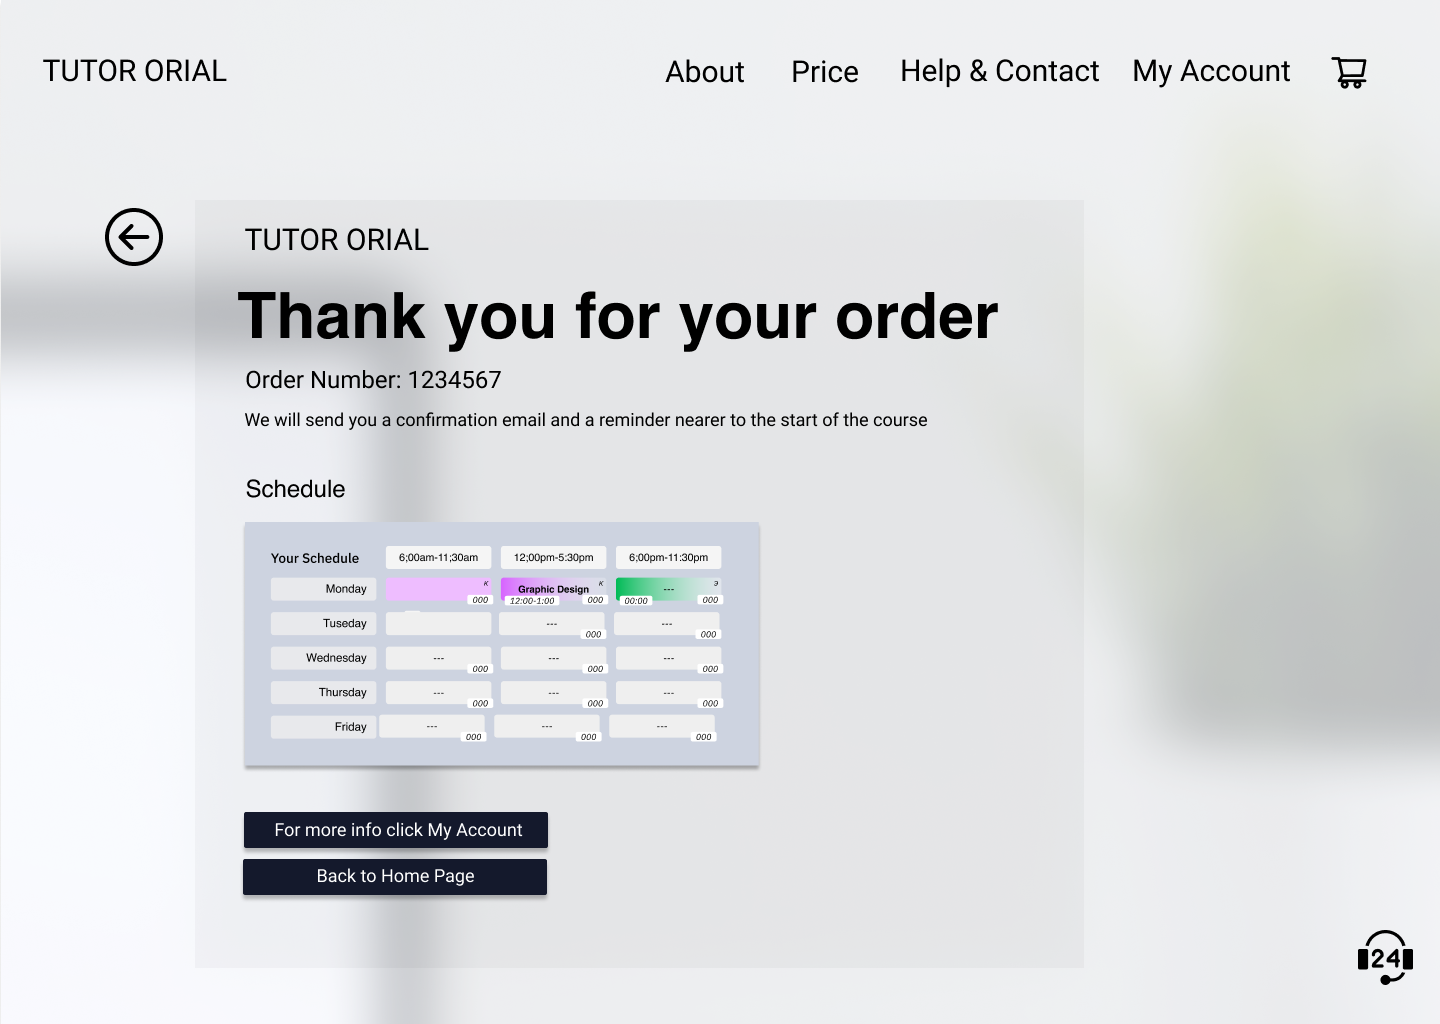 TUTOR ORIAL
About
Price
Help & Contact
My Account
TUTOR ORIAL
Thank you for your order
Order Number: 1234567
We will send you a confirmation email and a reminder nearer to the start of the course
Schedule
Your Schedule
6;00am-11;30am
12;00pm-5:30pm
6;00pm-11:30pm
Monday
K
000
Graphic Design
K
12:00-1:00
000
---
Э
00:00
000
Tuseday
---
000
---
000
Wednesday
---
000
---
000
---
000
Thursday
---
000
---
000
---
000
Friday
---
000
---
000
---
000
For more info click My Account
Back to Home Page
24